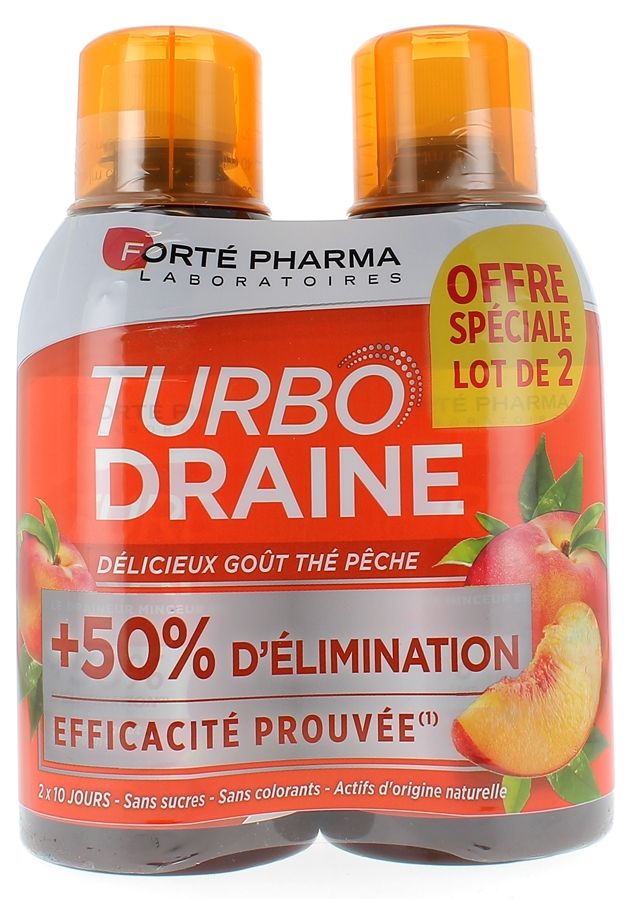 FORTÉ PHARMA
LABORATOIRES
OFFRE
SPÉCIALE
LOT DE 2
TURBO
DRAINE
DÉLICIEUX GOÛT THÉ PÊCHE
+50% D'ÉLIMINATION
EFFICACITÉ PROUVÉE(1)
2 x 10 JOURS - Sans sucres - Sans colorants - Actifs d'origine naturelle